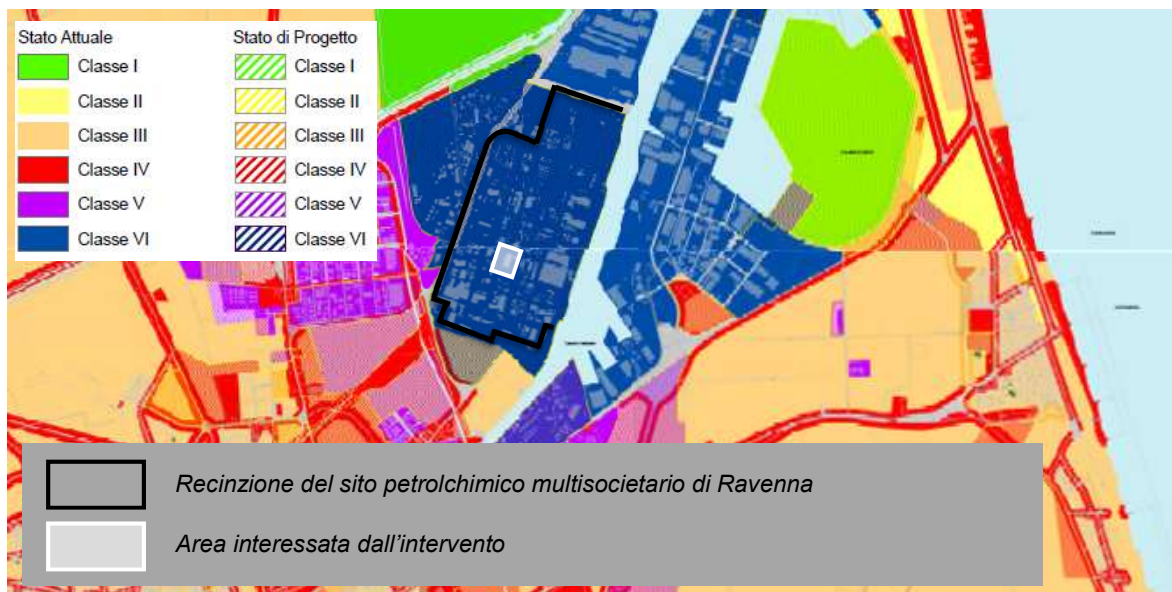 Stato Attuale
Stato di Progetto
Classe I
Classe I
Classe II
Classe II
Classe III
Classe III
Classe IV
Classe IV
Classe V
Classe V
Classe VI
Classe VI
Recinzione del sito petrolchimico multisocietario di Ravenna
Area interessata dall'intervento